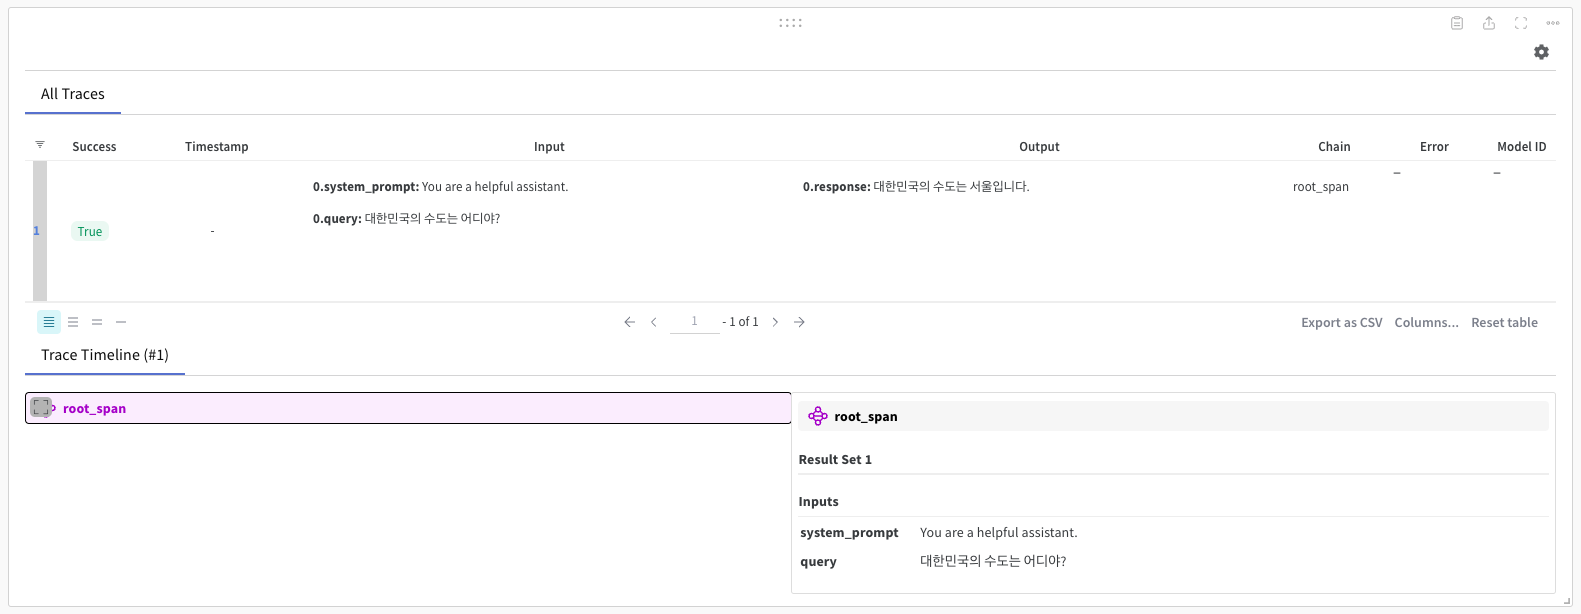 All Traces
Success Timestamp Input Output Chain Error Model ID
1 True - 0.system_prompt: You are a helpful assistant. 0.response: 대한민국의 수도는 서울입니다. root_span – –
0.query: 대한민국의 수도는 어디야?
1 - 1 of 1 Export as CSV Columns... Reset table
Trace Timeline (#1)
root_span
root_span
Result Set 1
Inputs
system_prompt You are a helpful assistant.
query 대한민국의 수도는 어디야?